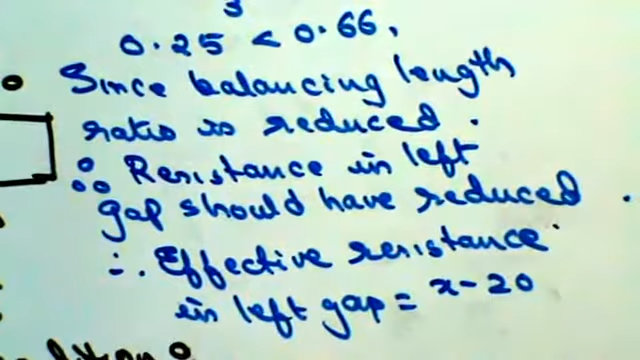 3
0.25 < 0.66,
Since balancing length
ratio is reduced.
∴ Resistance in left
gap should have reduced.
∴ Effective resistance
in left gap = x - 20